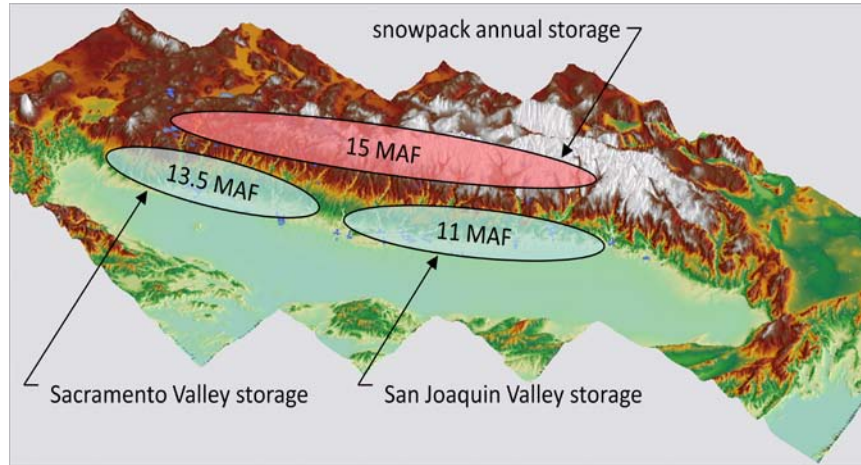 snowpack annual storage
15 MAF
13.5 MAF
11 MAF
Sacramento Valley storage
San Joaquin Valley storage